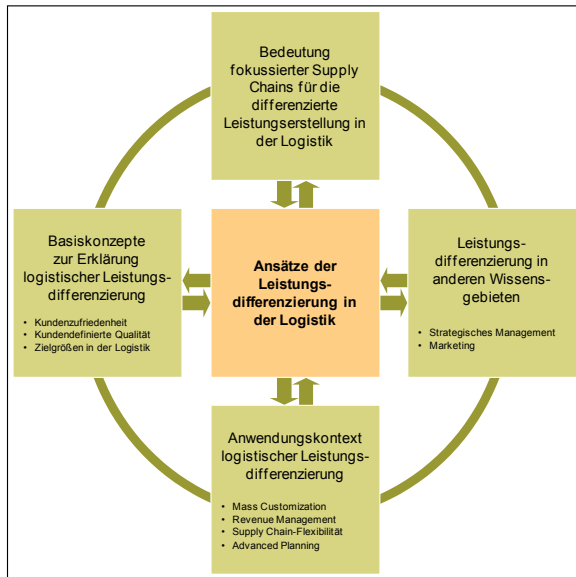 Bedeutung
fokussierter Supply
Chains für die
differenzierte
Leistungserstellung in
der Logistik
Basiskonzepte
zur Erklärung
logistischer Leistungs-
differenzierung
• Kundenzufriedenheit
• Kundendefinierte Qualität
• Zielgrößen in der Logistik
Ansätze der
Leistungs-
differenzierung in
der Logistik
Leistungs-
differenzierung in
anderen Wissens-
gebieten
• Strategisches Management
• Marketing
Anwendungskontext
logistischer Leistungs-
differenzierung
• Mass Customization
• Revenue Management
• Supply Chain-Flexibilität
• Advanced Planning